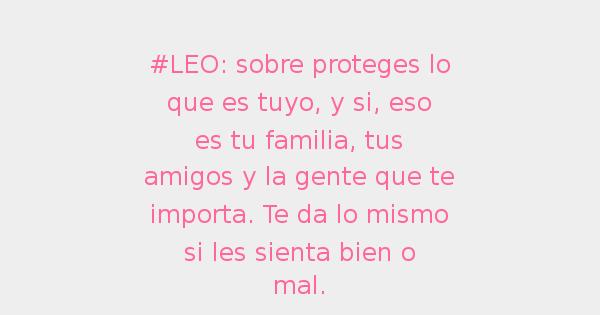 #LEO: sobre proteges lo
que es tuyo, y si, eso
es tu familia, tus
amigos y la gente que te
importa. Te da lo mismo
si les sienta bien o
mal.